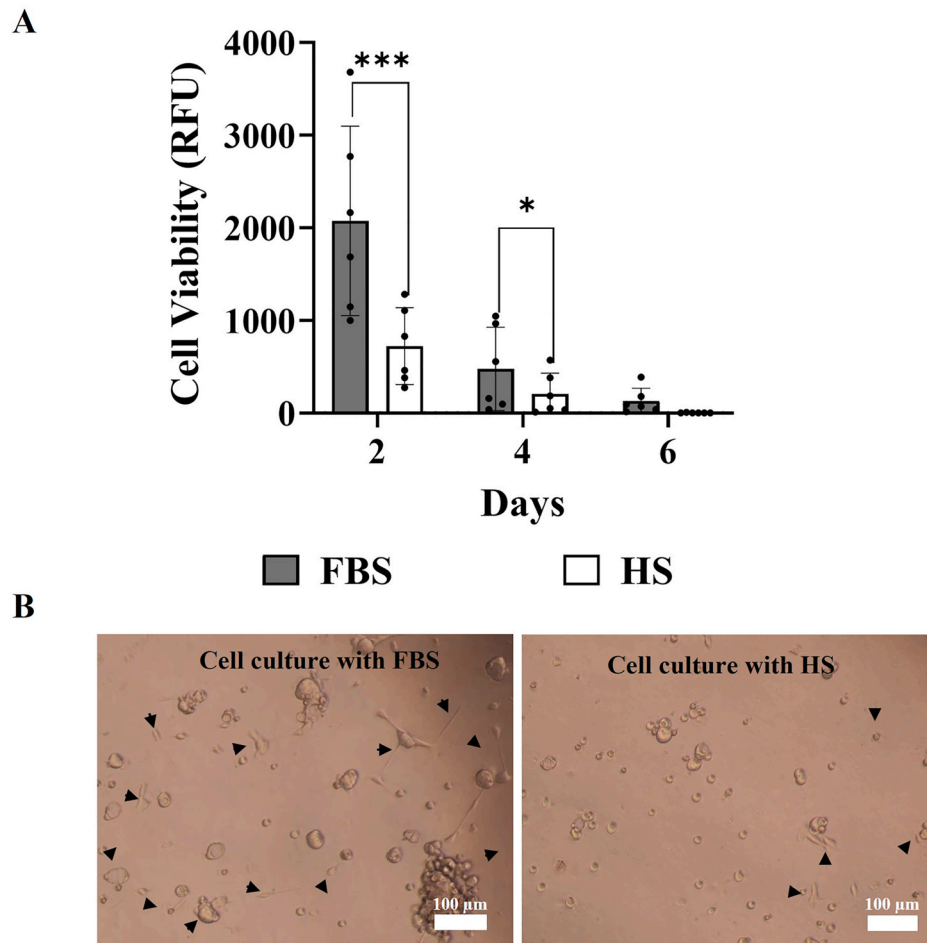 A
Cell Viability (RFU)
4000
3000
2000
1000
0
***
*
2 4 6
Days
FBS HS
B
Cell culture with FBS
Cell culture with HS
100 µm
100 µm